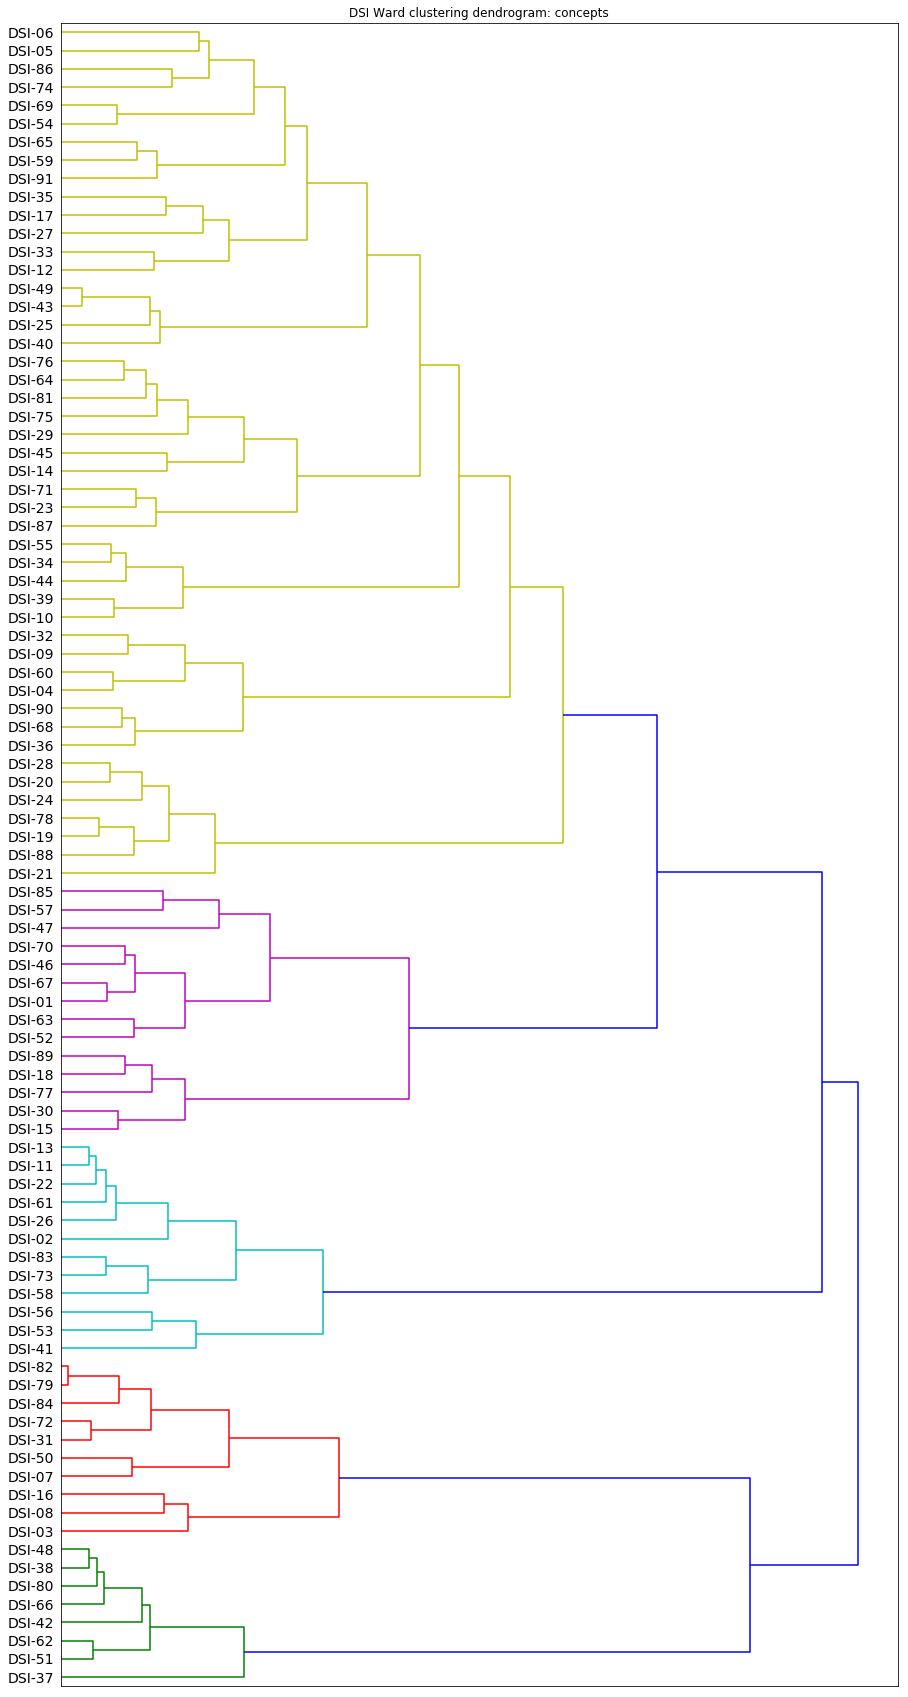 DSI Ward clustering dendrogram: concepts
DSI-06
DSI-05
DSI-86
DSI-74
DSI-69
DSI-54
DSI-65
DSI-59
DSI-91
DSI-35
DSI-17
DSI-27
DSI-33
DSI-12
DSI-49
DSI-43
DSI-25
DSI-40
DSI-76
DSI-64
DSI-81
DSI-75
DSI-29
DSI-45
DSI-14
DSI-71
DSI-23
DSI-87
DSI-55
DSI-34
DSI-44
DSI-39
DSI-10
DSI-32
DSI-09
DSI-60
DSI-04
DSI-90
DSI-68
DSI-36
DSI-28
DSI-20
DSI-24
DSI-78
DSI-19
DSI-88
DSI-21
DSI-85
DSI-57
DSI-47
DSI-70
DSI-46
DSI-67
DSI-01
DSI-63
DSI-52
DSI-89
DSI-18
DSI-77
DSI-30
DSI-15
DSI-13
DSI-11
DSI-22
DSI-61
DSI-26
DSI-02
DSI-83
DSI-73
DSI-58
DSI-56
DSI-53
DSI-41
DSI-82
DSI-79
DSI-84
DSI-72
DSI-31
DSI-50
DSI-07
DSI-16
DSI-08
DSI-03
DSI-48
DSI-38
DSI-80
DSI-66
DSI-42
DSI-62
DSI-51
DSI-37